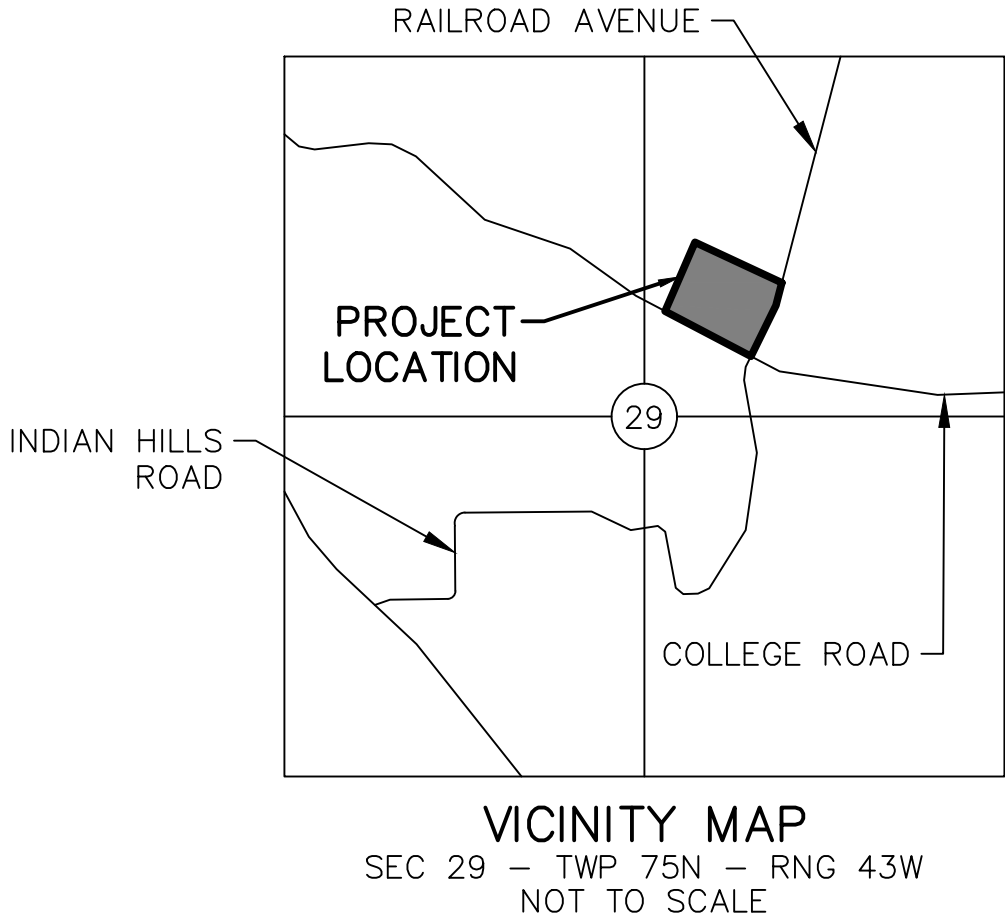 RAILROAD AVENUE
PROJECT
LOCATION
29
INDIAN HILLS
ROAD
COLLEGE ROAD
VICINITY MAP
SEC 29 – TWP 75N – RNG 43W
NOT TO SCALE